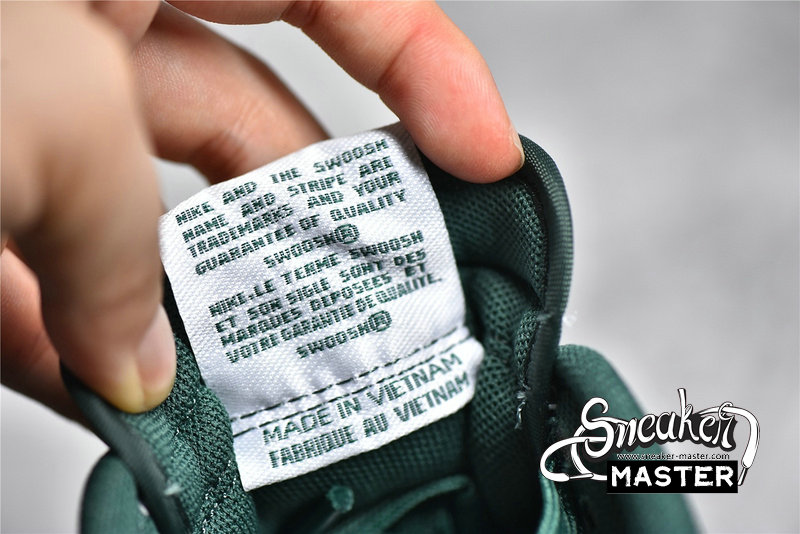 NIKE AND THE SWOOSH
NAME AND STRIPE ARE
TRADEMARKS AND YOUR
GUARANTEE OF QUALITY
SWOOSH®
NIKE-LE TERME SWOOSH
ET SON SIGLE SONT DES
MARQUES DEPOSEES ET
VOTRE GARANTIE DE QUALITE.
SWOOSH®
MADE IN VIETNAM
FABRIQUE AU VIETNAM
Sneaker
www.sneaker-master.com
MASTER